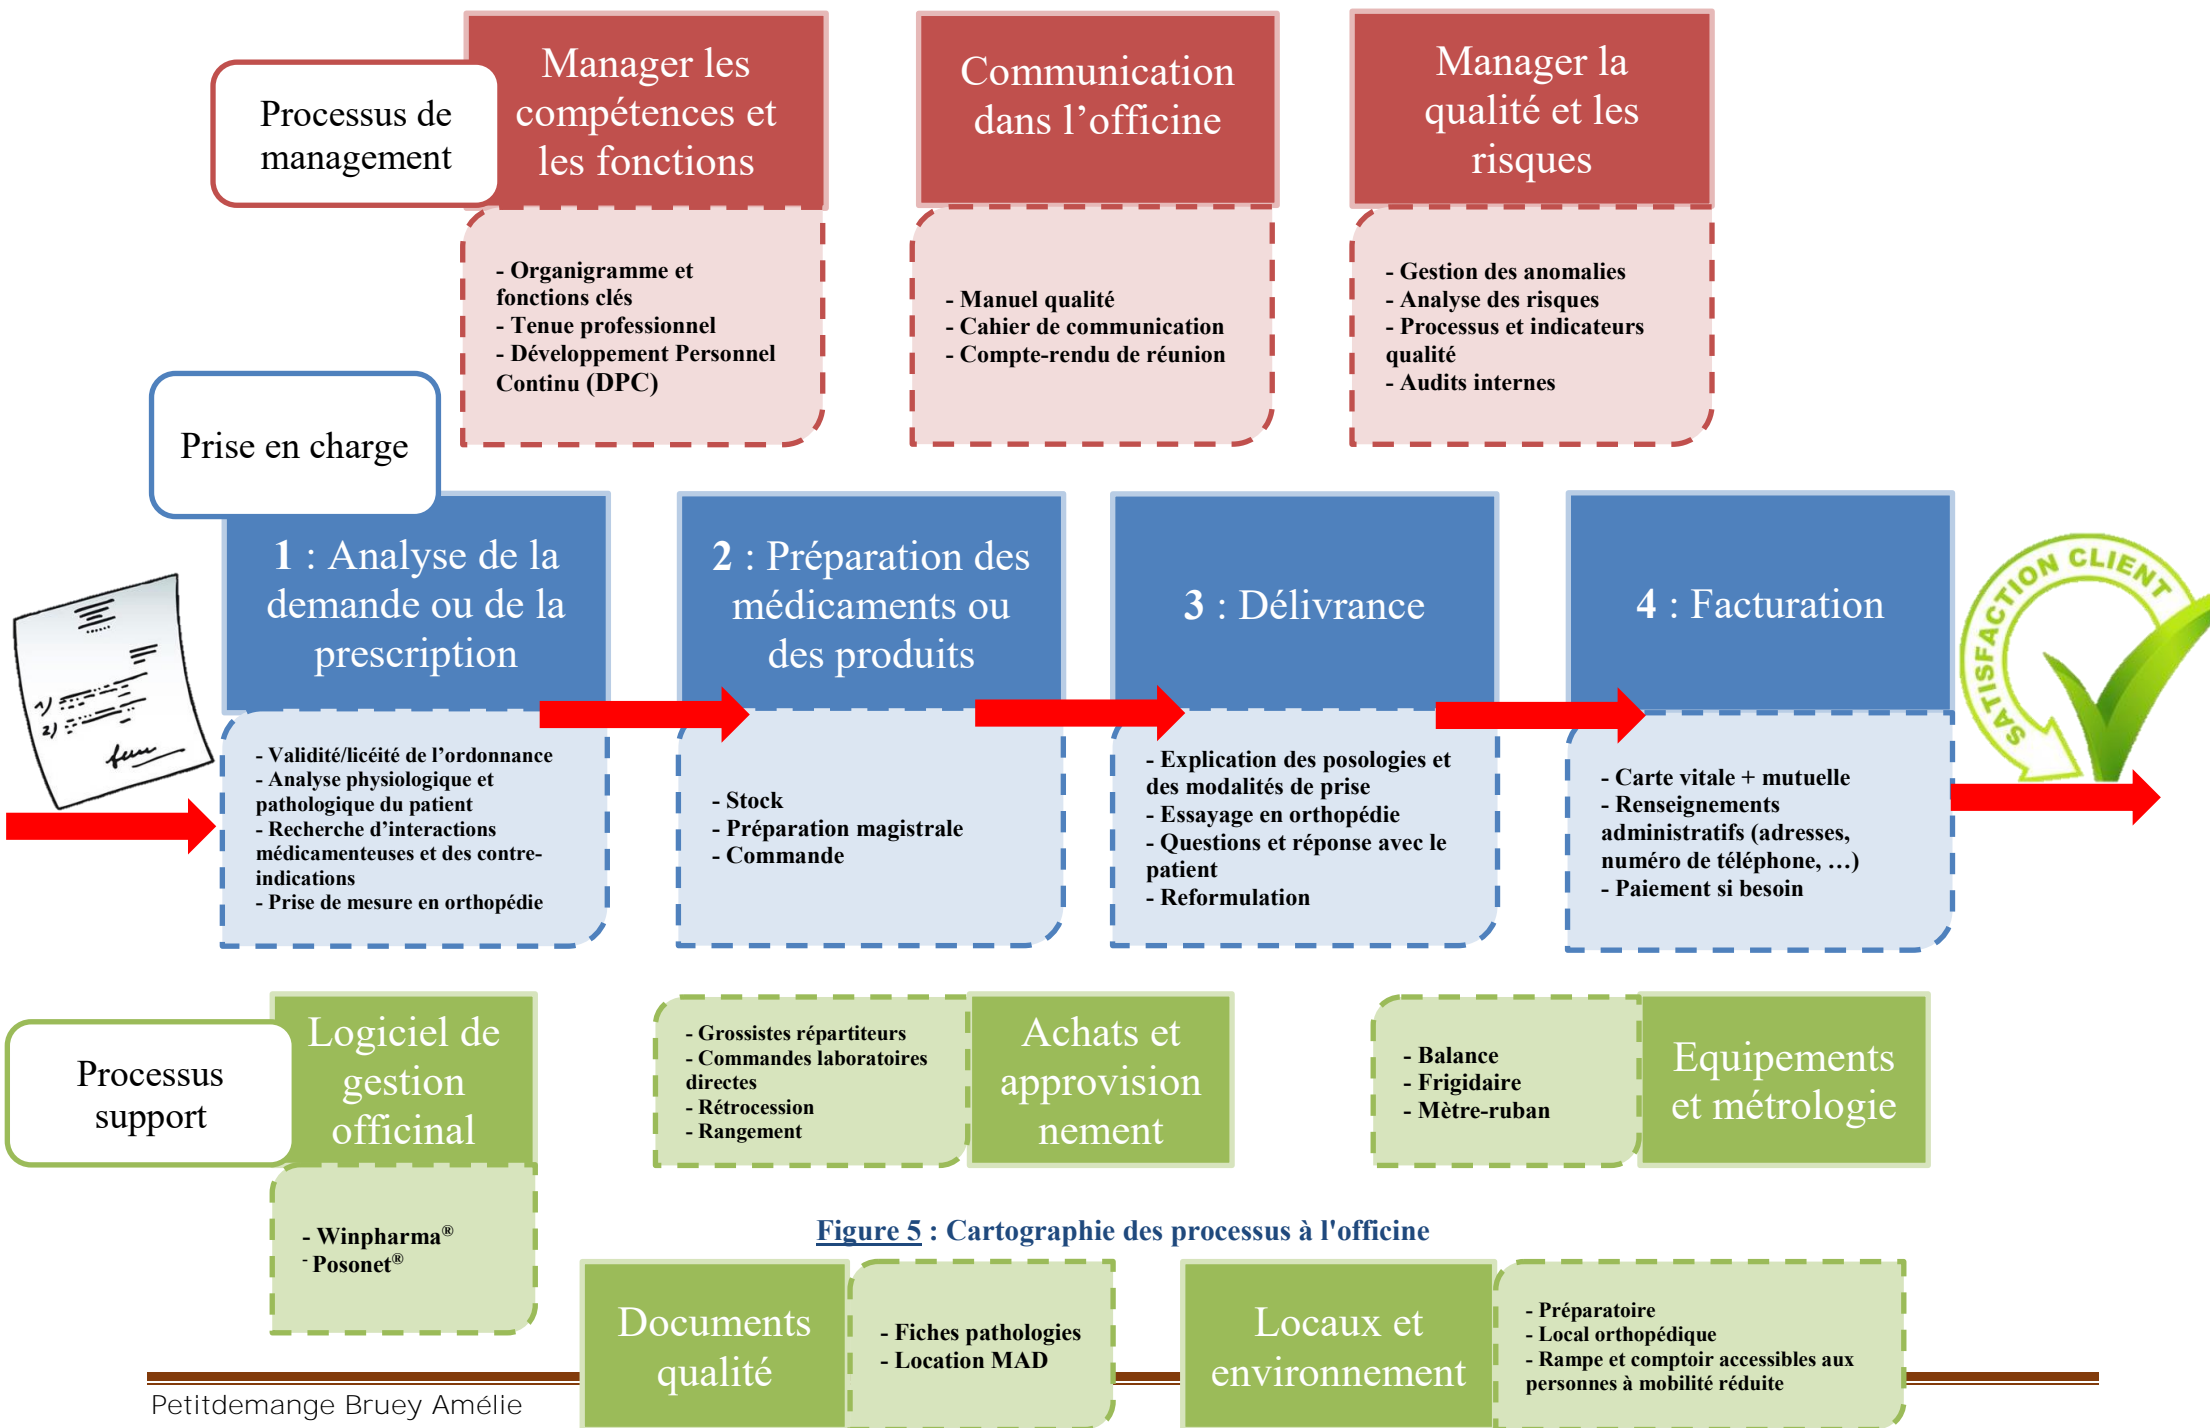 Processus de
management
Manager les
compétences et
les fonctions
- Organigramme et
fonctions clés
- Tenue professionnel
- Développement Personnel
Continu (DPC)
Communication
dans l’officine
- Manuel qualité
- Cahier de communication
- Compte-rendu de réunion
Manager la
qualité et les
risques
- Gestion des anomalies
- Analyse des risques
- Processus et indicateurs
qualité
- Audits internes
Prise en charge
1 : Analyse de la
demande ou de la
prescription
- Validité/licéité de l’ordonnance
- Analyse physiologique et
pathologique du patient
- Recherche d’interactions
médicamenteuses et des contre-
indications
- Prise de mesure en orthopédie
2 : Préparation des
médicaments ou
des produits
- Stock
- Préparation magistrale
- Commande
3 : Délivrance
- Explication des posologies et
des modalités de prise
- Essayage en orthopédie
- Questions et réponse avec le
patient
- Reformulation
4 : Facturation
- Carte vitale + mutuelle
- Renseignements
administratifs (adresses,
numéro de téléphone, …)
- Paiement si besoin
1)
2)
SATISFACTION CLIENT
Processus
support
Logiciel de
gestion
officinal
- Winpharma®
- Posonet®
- Grossistes répartiteurs
- Commandes laboratoires
directes
- Rétrocession
- Rangement
Achats et
approvision
nement
- Balance
- Frigidaire
- Mètre-ruban
Equipements
et métrologie
Figure 5 : Cartographie des processus à l'officine
Documents
qualité
- Fiches pathologies
- Location MAD
Locaux et
environnement
- Préparatoire
- Local orthopédique
- Rampe et comptoir accessibles aux
personnes à mobilité réduite
Petitdemange Bruey Amélie